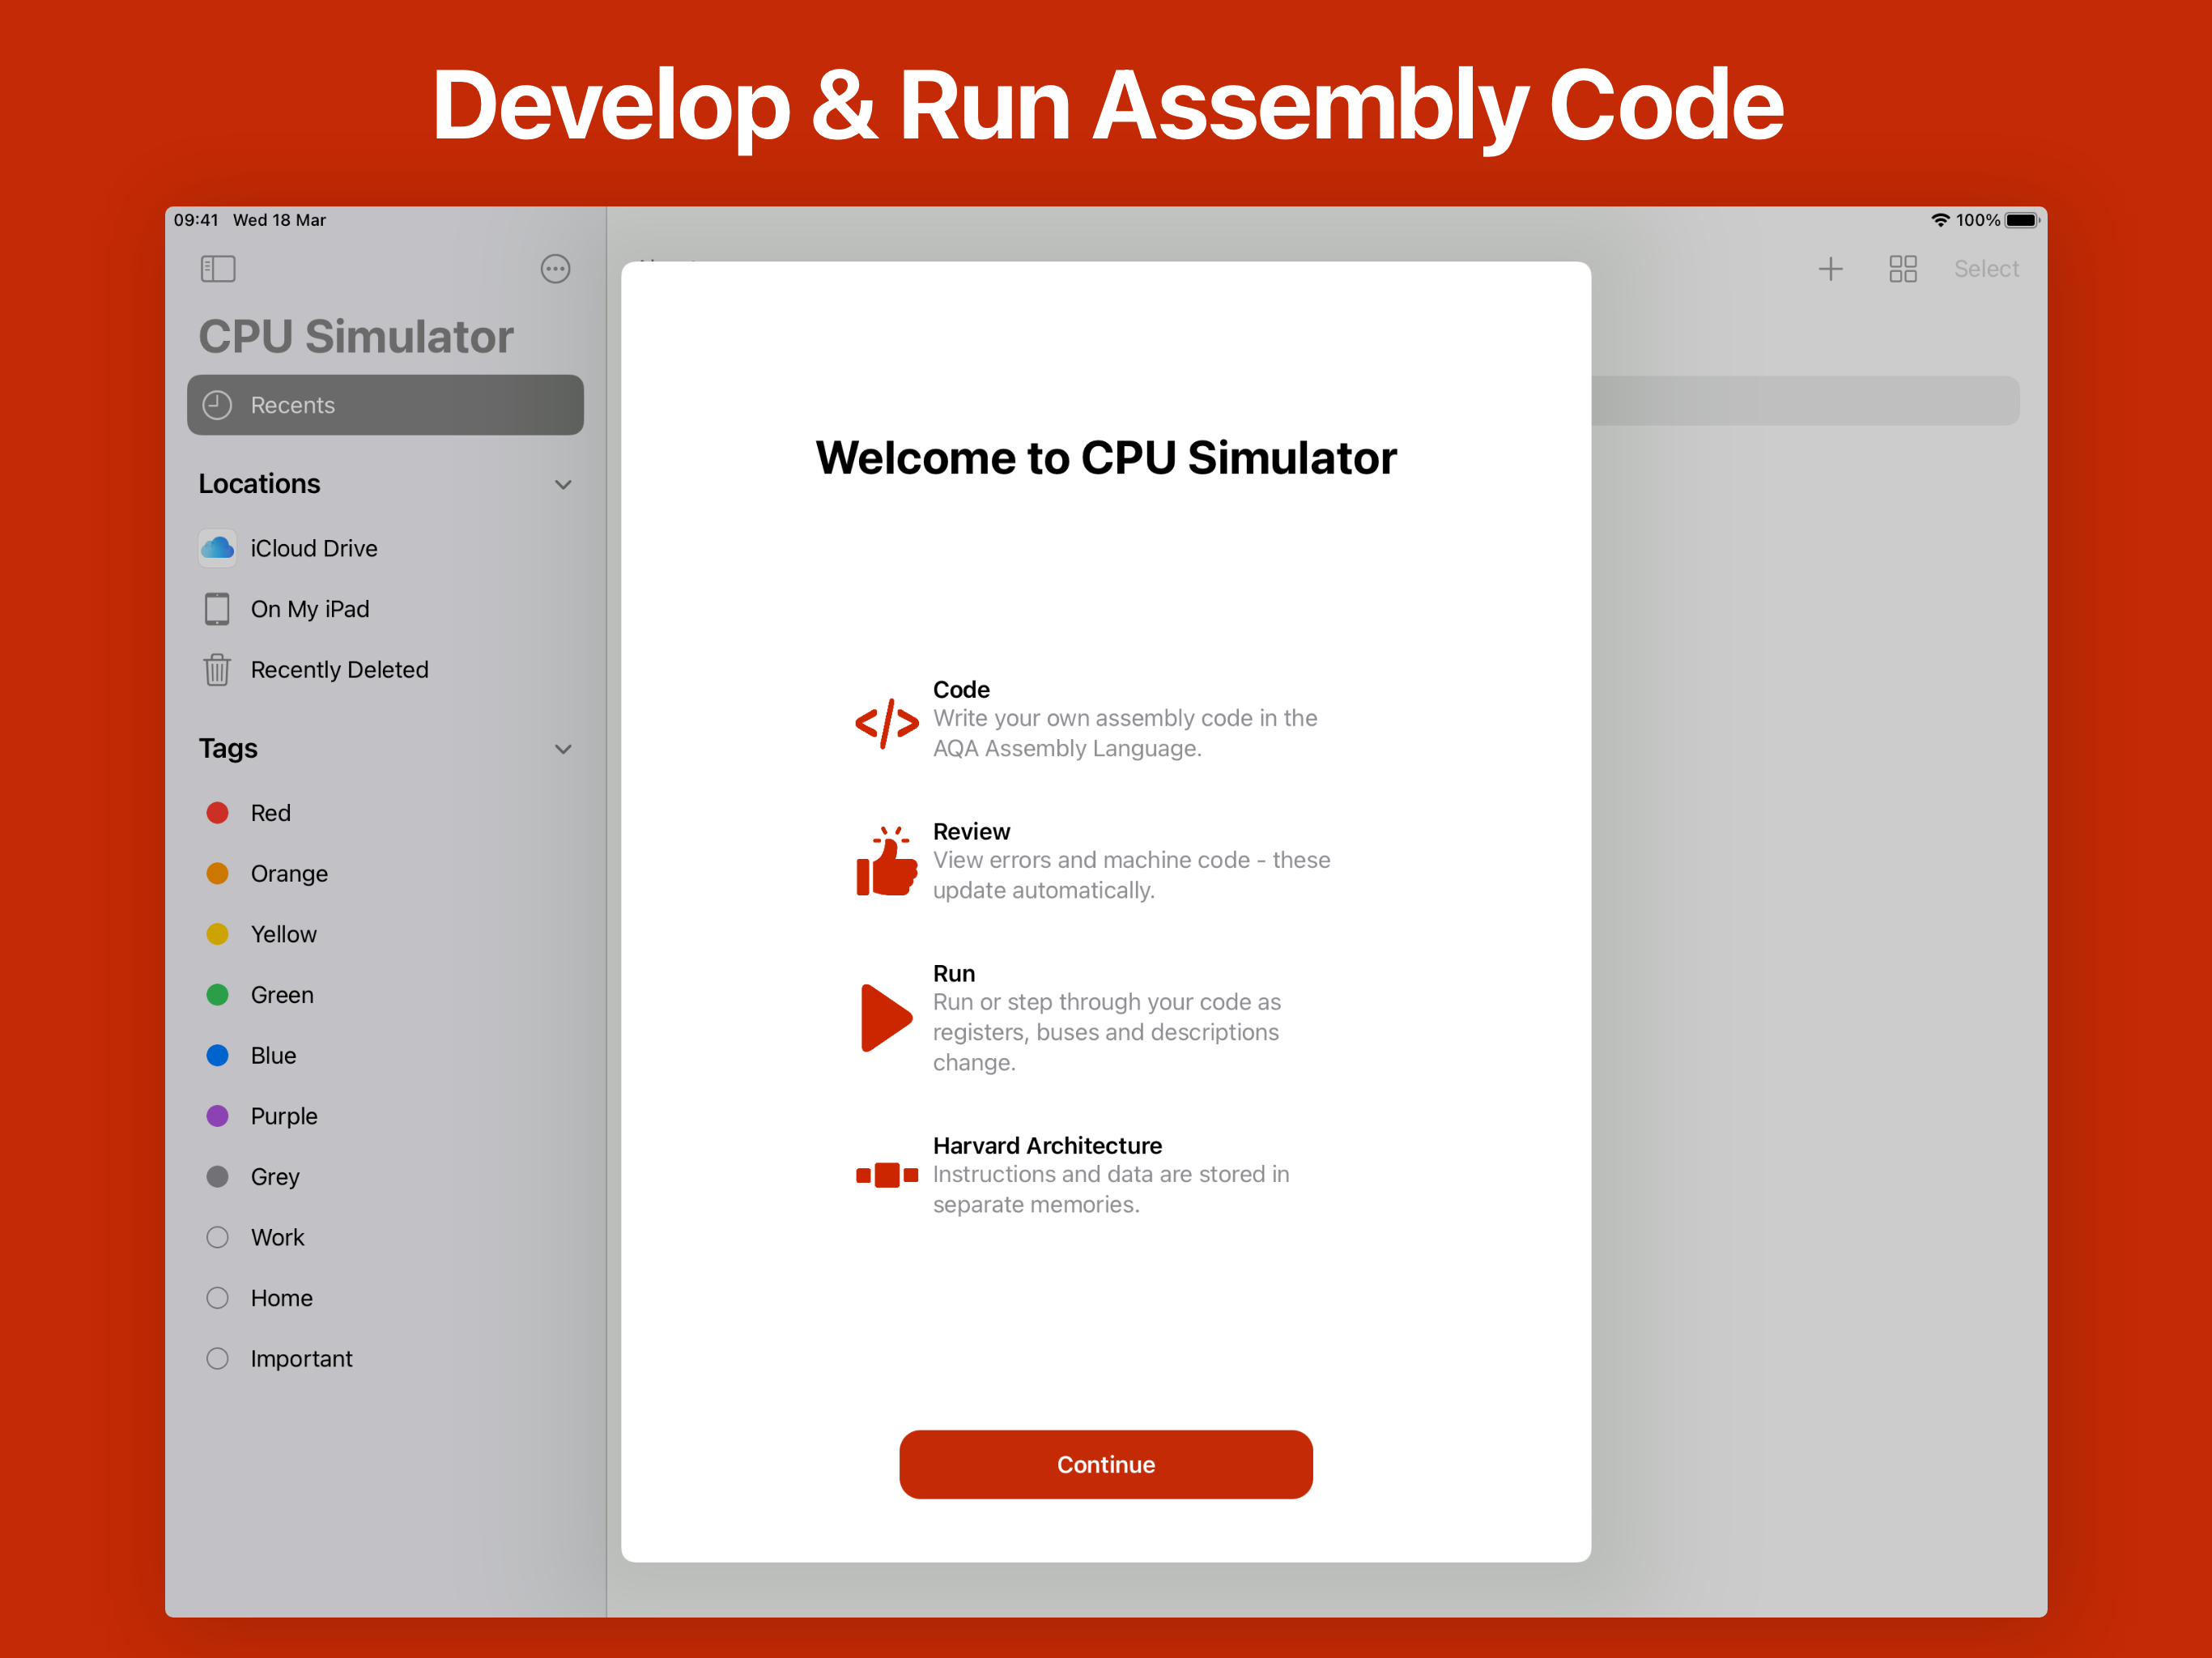 Develop & Run Assembly Code
09:41 Wed 18 Mar
100%
Select
CPU Simulator
Recents
Locations
iCloud Drive
On My iPad
Recently Deleted
Tags
Red
Orange
Yellow
Green
Blue
Purple
Grey
Work
Home
Important
Welcome to CPU Simulator
Code
Write your own assembly code in the
AQA Assembly Language.
Review
View errors and machine code - these
update automatically.
Run
Run or step through your code as
registers, buses and descriptions
change.
Harvard Architecture
Instructions and data are stored in
separate memories.
Continue